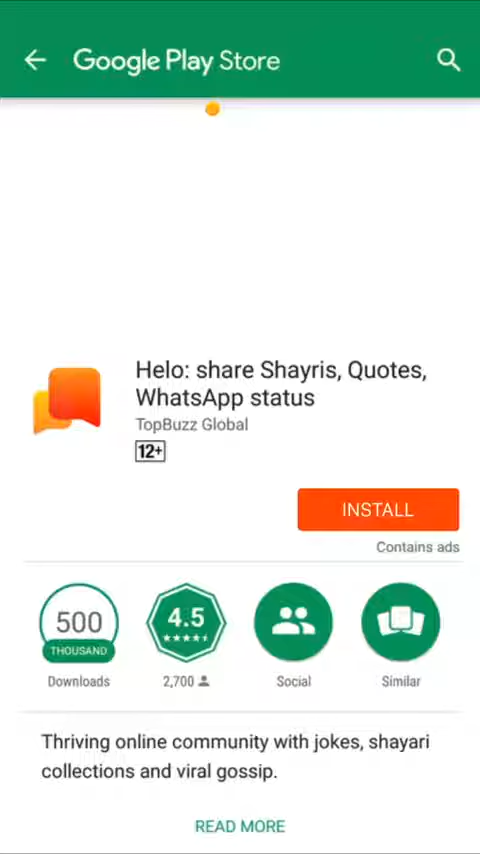 Google Play Store
Helo: share Shayris, Quotes,
WhatsApp status
TopBuzz Global
12+
INSTALL
Contains ads
500
THOUSAND
Downloads
4.5
2,700
Social
Similar
Thriving online community with jokes, shayari
collections and viral gossip.
READ MORE